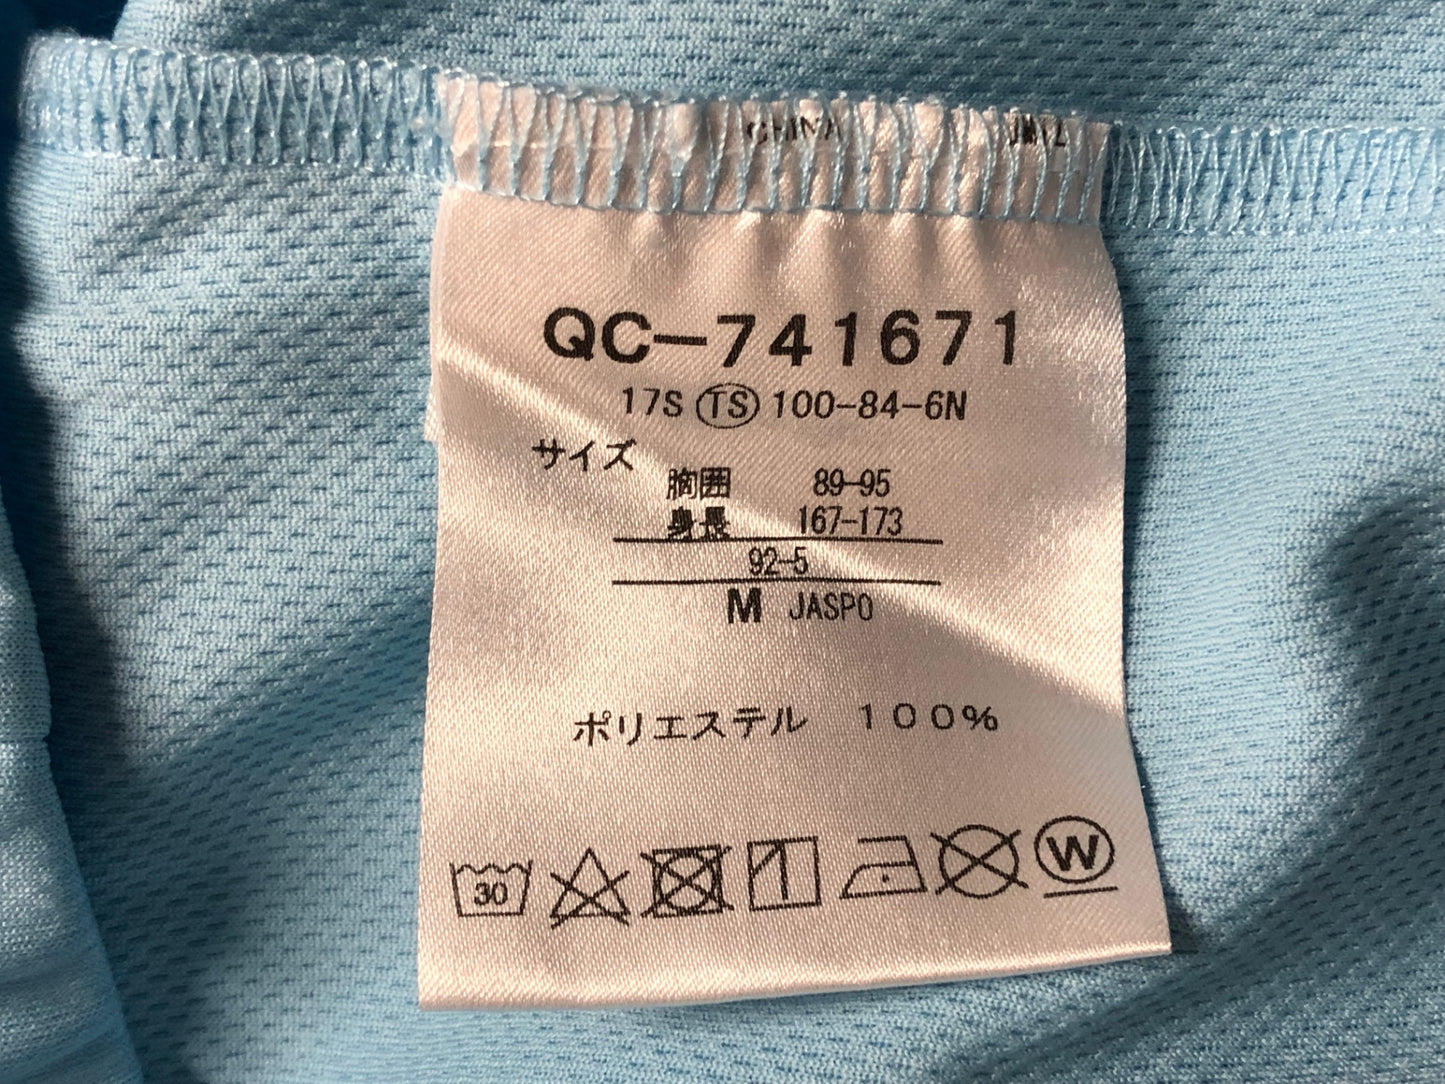 CHINA
QC-741671
17S TS 100-84-6N
サイズ
胸囲 89-95
身長 167-173
92-5
M JASPO
ポリエステル 100%
30
W